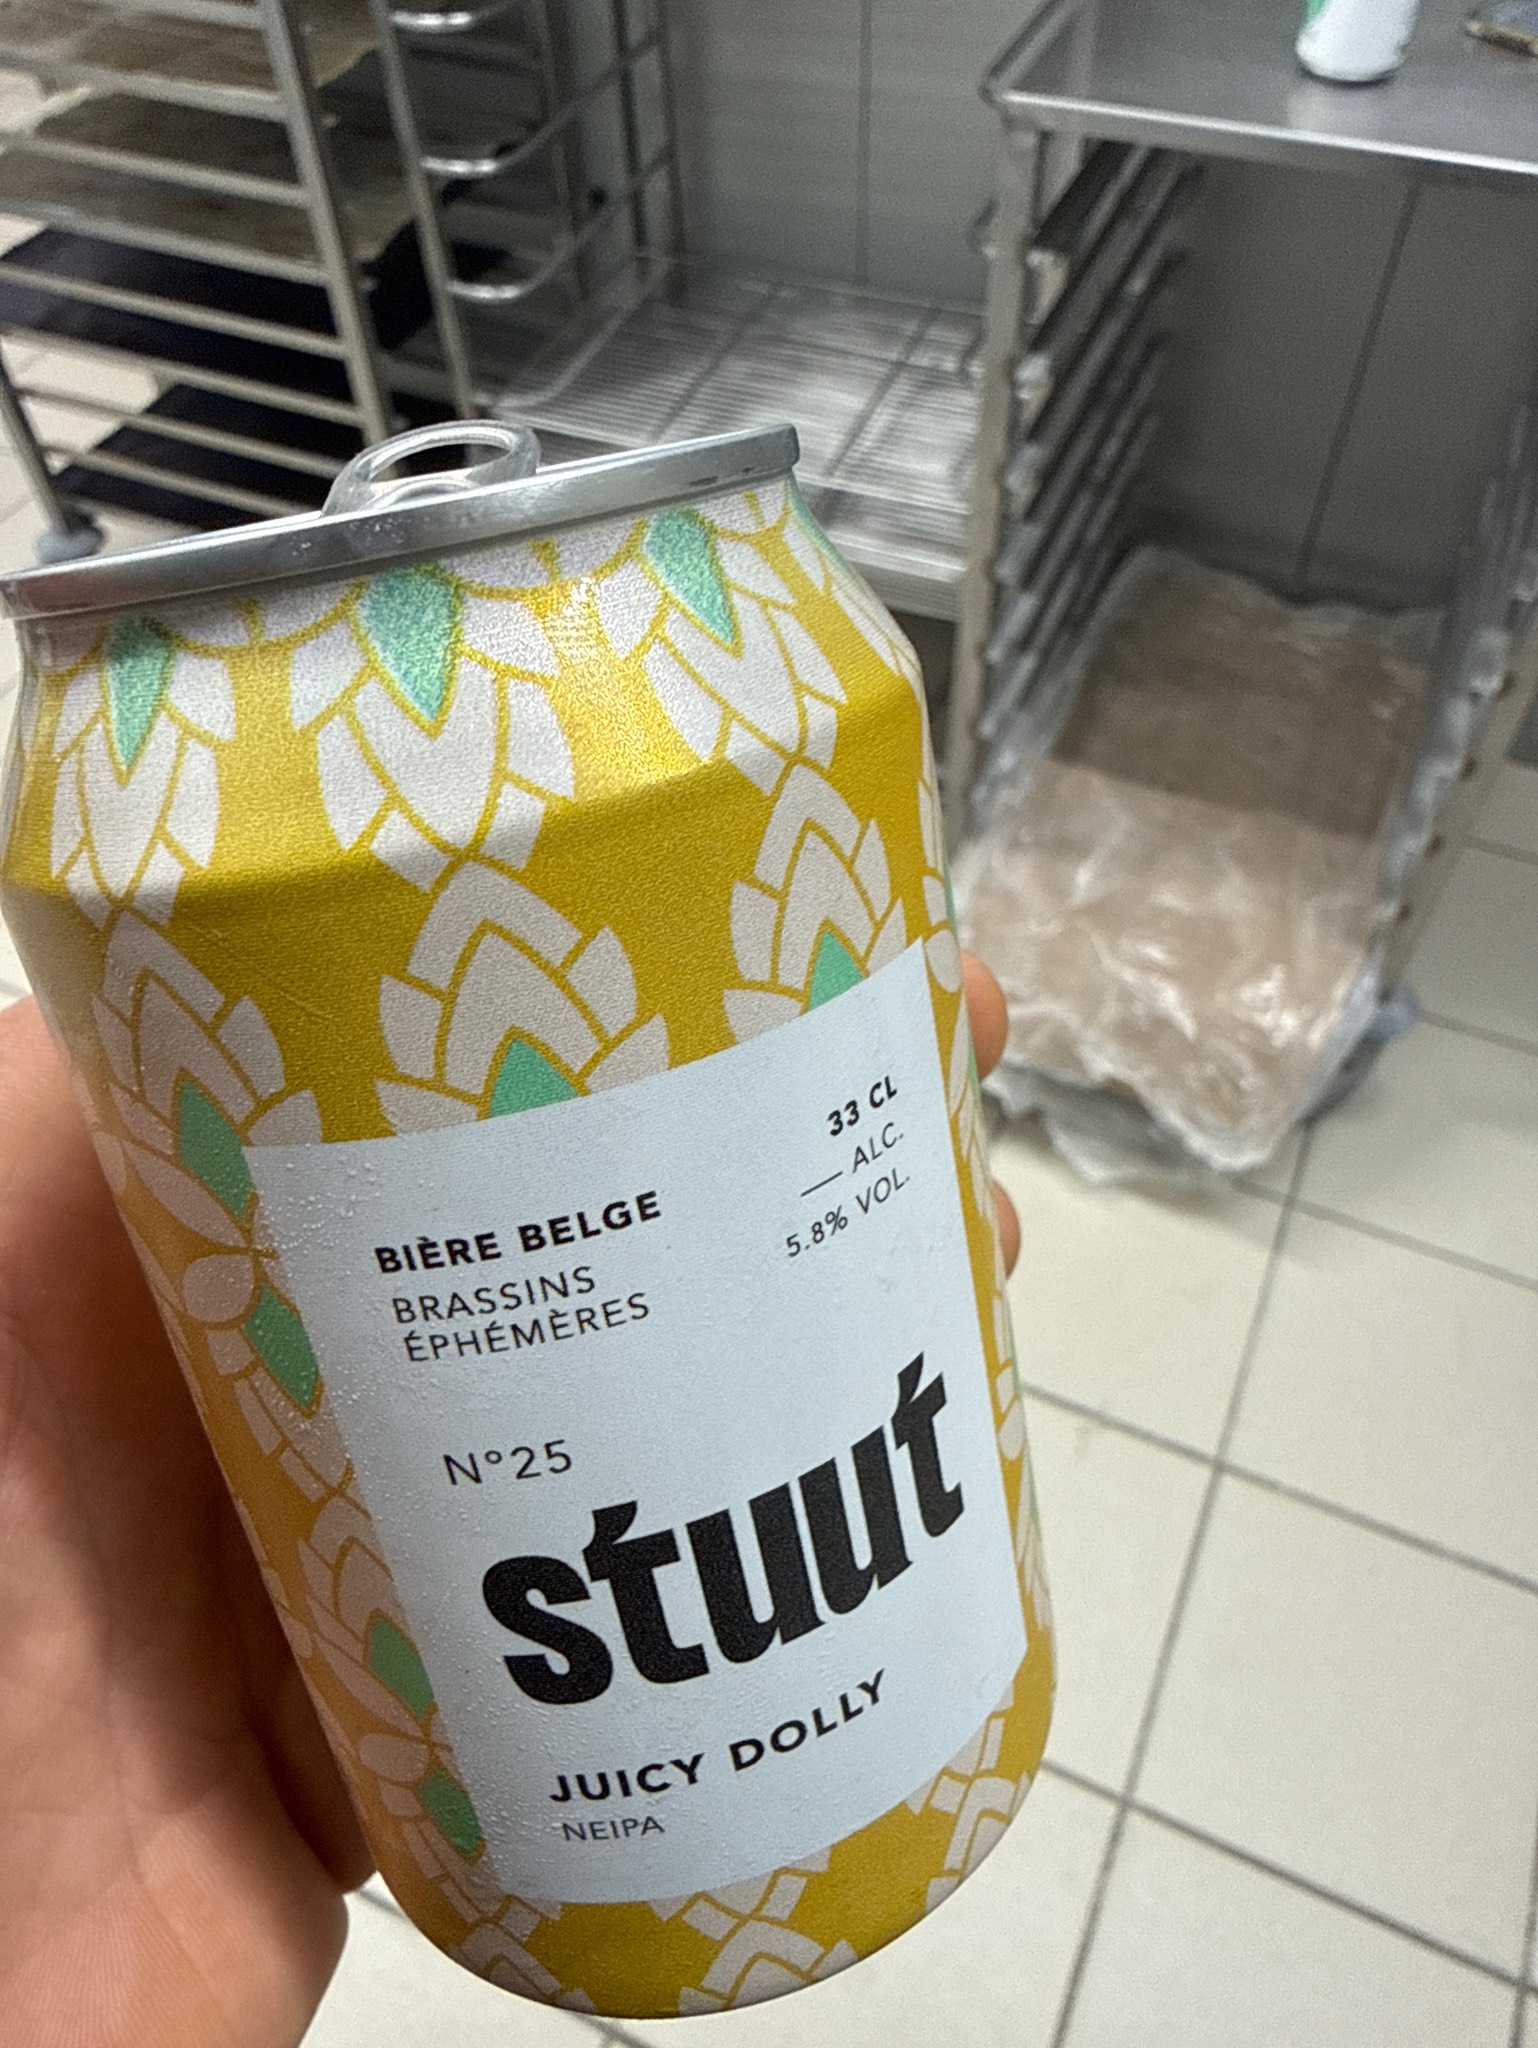 33 CL
— ALC.
5.8% VOL.
BIÈRE BELGE
BRASSINS
ÉPHÉMÈRES
N°25
stuut
JUICY DOLLY
NEIPA